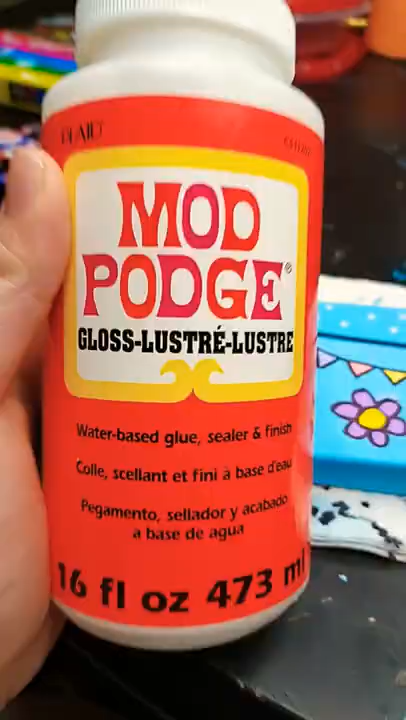 MOD
PODGE®
GLOSS-LUSTRÉ-LUSTRE
Water-based glue, sealer & finish
Colle, scellant et fini à base d'eau
Pegamento, sellador y acabado
a base de agua
16 fl oz 473 ml